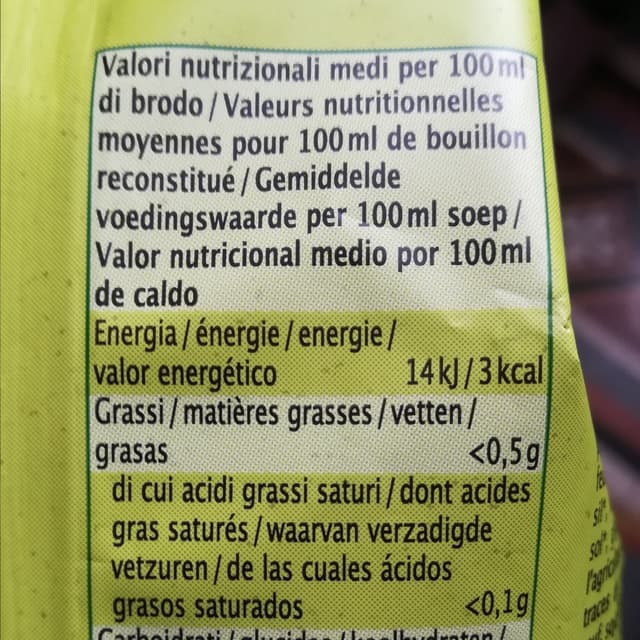 Valori nutrizionali medi per 100 ml
di brodo / Valeurs nutritionnelles
moyennes pour 100 ml de bouillon
reconstitué / Gemiddelde
voedingswaarde per 100 ml soep /
Valor nutricional medio por 100 ml
de caldo
Energia / énergie / energie /
valor energético 14 kJ / 3 kcal
Grassi / matières grasses / vetten /
grasas <0,5 g
di cui acidi grassi saturi / dont acides
gras saturés / waarvan verzadigde
vetzuren / de las cuales ácidos
grasos saturados <0,1 g
traces